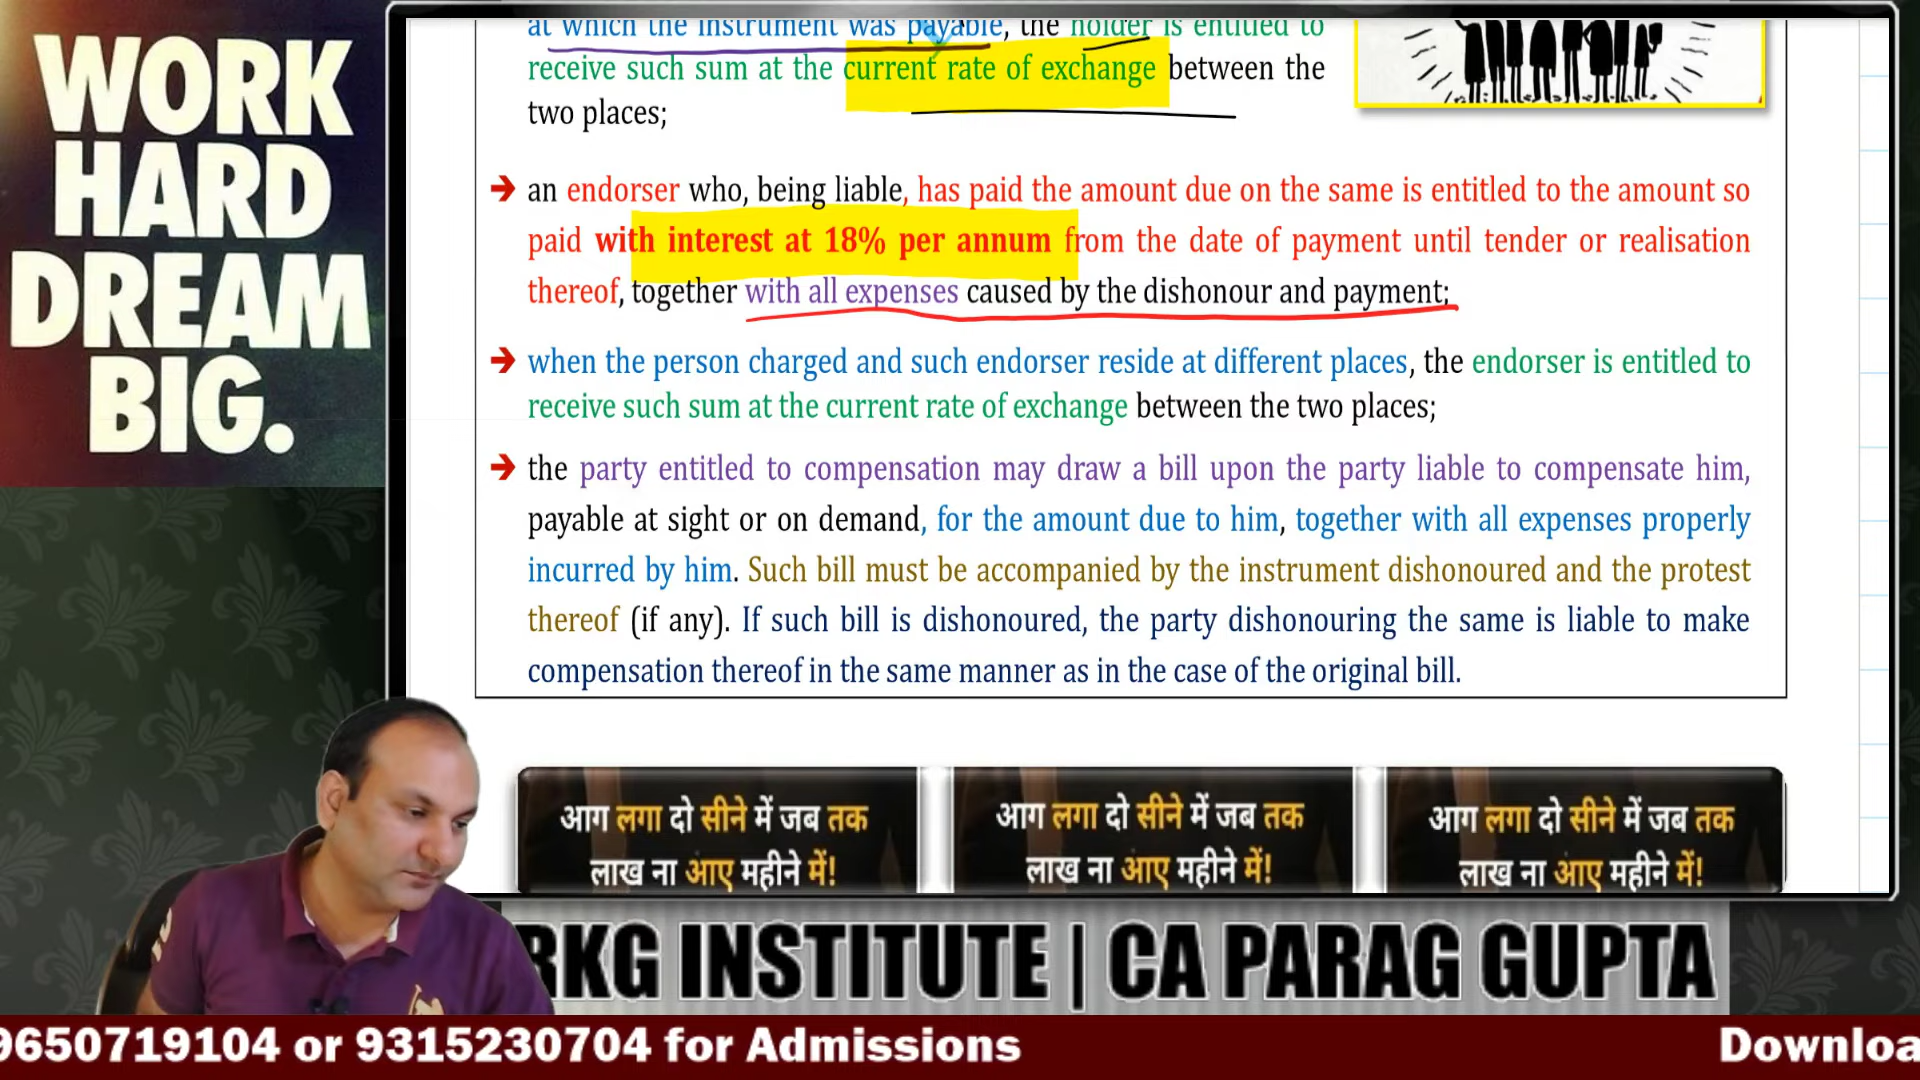 WORK
HARD
DREAM
BIG.
at which the instrument was payable, the holder is entitled to
receive such sum at the current rate of exchange between the
two places;
➔ an endorser who, being liable, has paid the amount due on the same is entitled to the amount so
paid with interest at 18% per annum from the date of payment until tender or realisation
thereof, together with all expenses caused by the dishonour and payment;
➔ when the person charged and such endorser reside at different places, the endorser is entitled to
receive such sum at the current rate of exchange between the two places;
➔ the party entitled to compensation may draw a bill upon the party liable to compensate him,
payable at sight or on demand, for the amount due to him, together with all expenses properly
incurred by him. Such bill must be accompanied by the instrument dishonoured and the protest
thereof (if any). If such bill is dishonoured, the party dishonouring the same is liable to make
compensation thereof in the same manner as in the case of the original bill.
आग लगा दो सीने में जब तक
लाख ना आए महीने में!
आग लगा दो सीने में जब तक
लाख ना आए महीने में!
आग लगा दो सीने में जब तक
लाख ना आए महीने में!
RKG INSTITUTE | CA PARAG GUPTA
9650719104 or 9315230704 for Admissions
Downloa